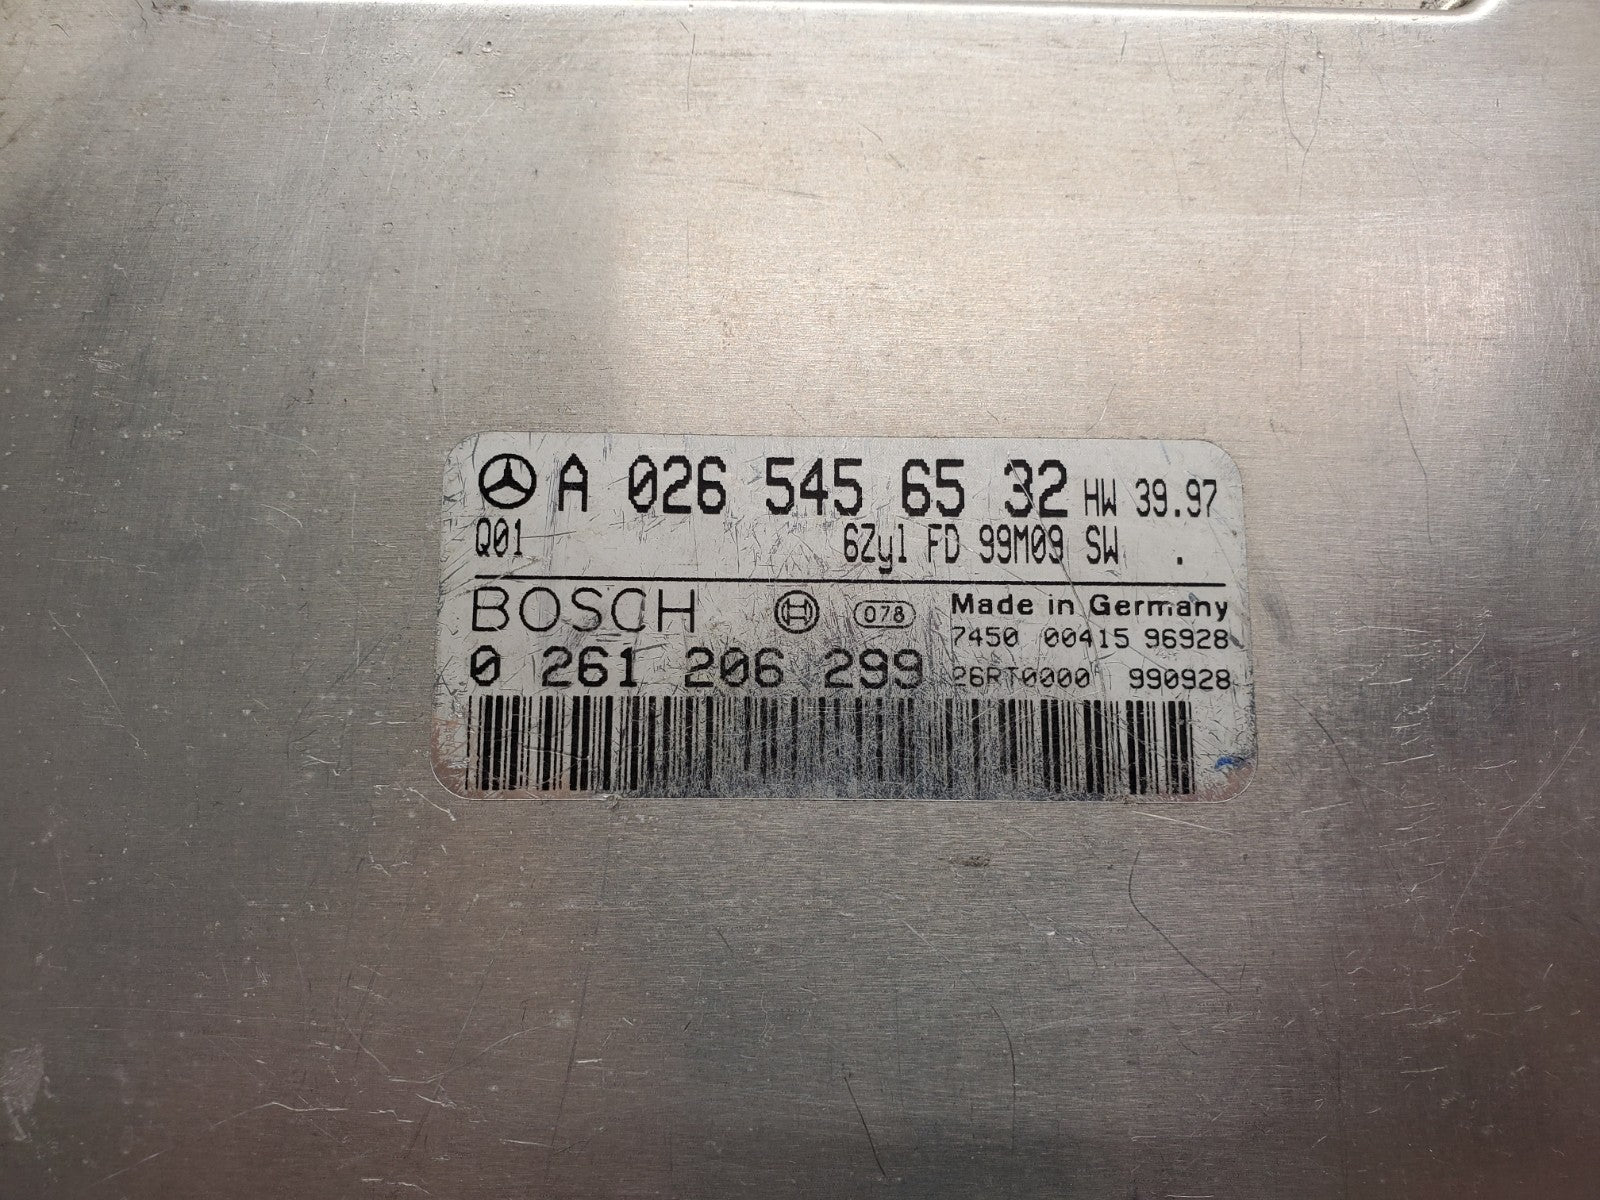 A 026 545 65 32 HW 39.97
Q01 6Zyl FD 99M09 SW .
BOSCH 078 Made in Germany
7450 00415 96928
0 261 206 299 26RT0000 990928